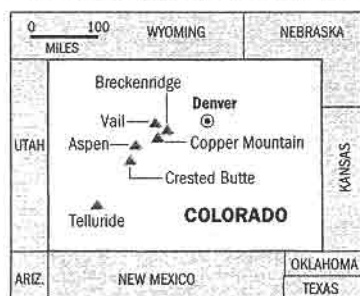 0 100
MILES
WYOMING
NEBRASKA
Breckenridge
Denver
Vail
UTAH
Aspen
Copper Mountain
KANSAS
Crested Butte
Telluride
COLORADO
ARIZ.
NEW MEXICO
OKLAHOMA
TEXAS